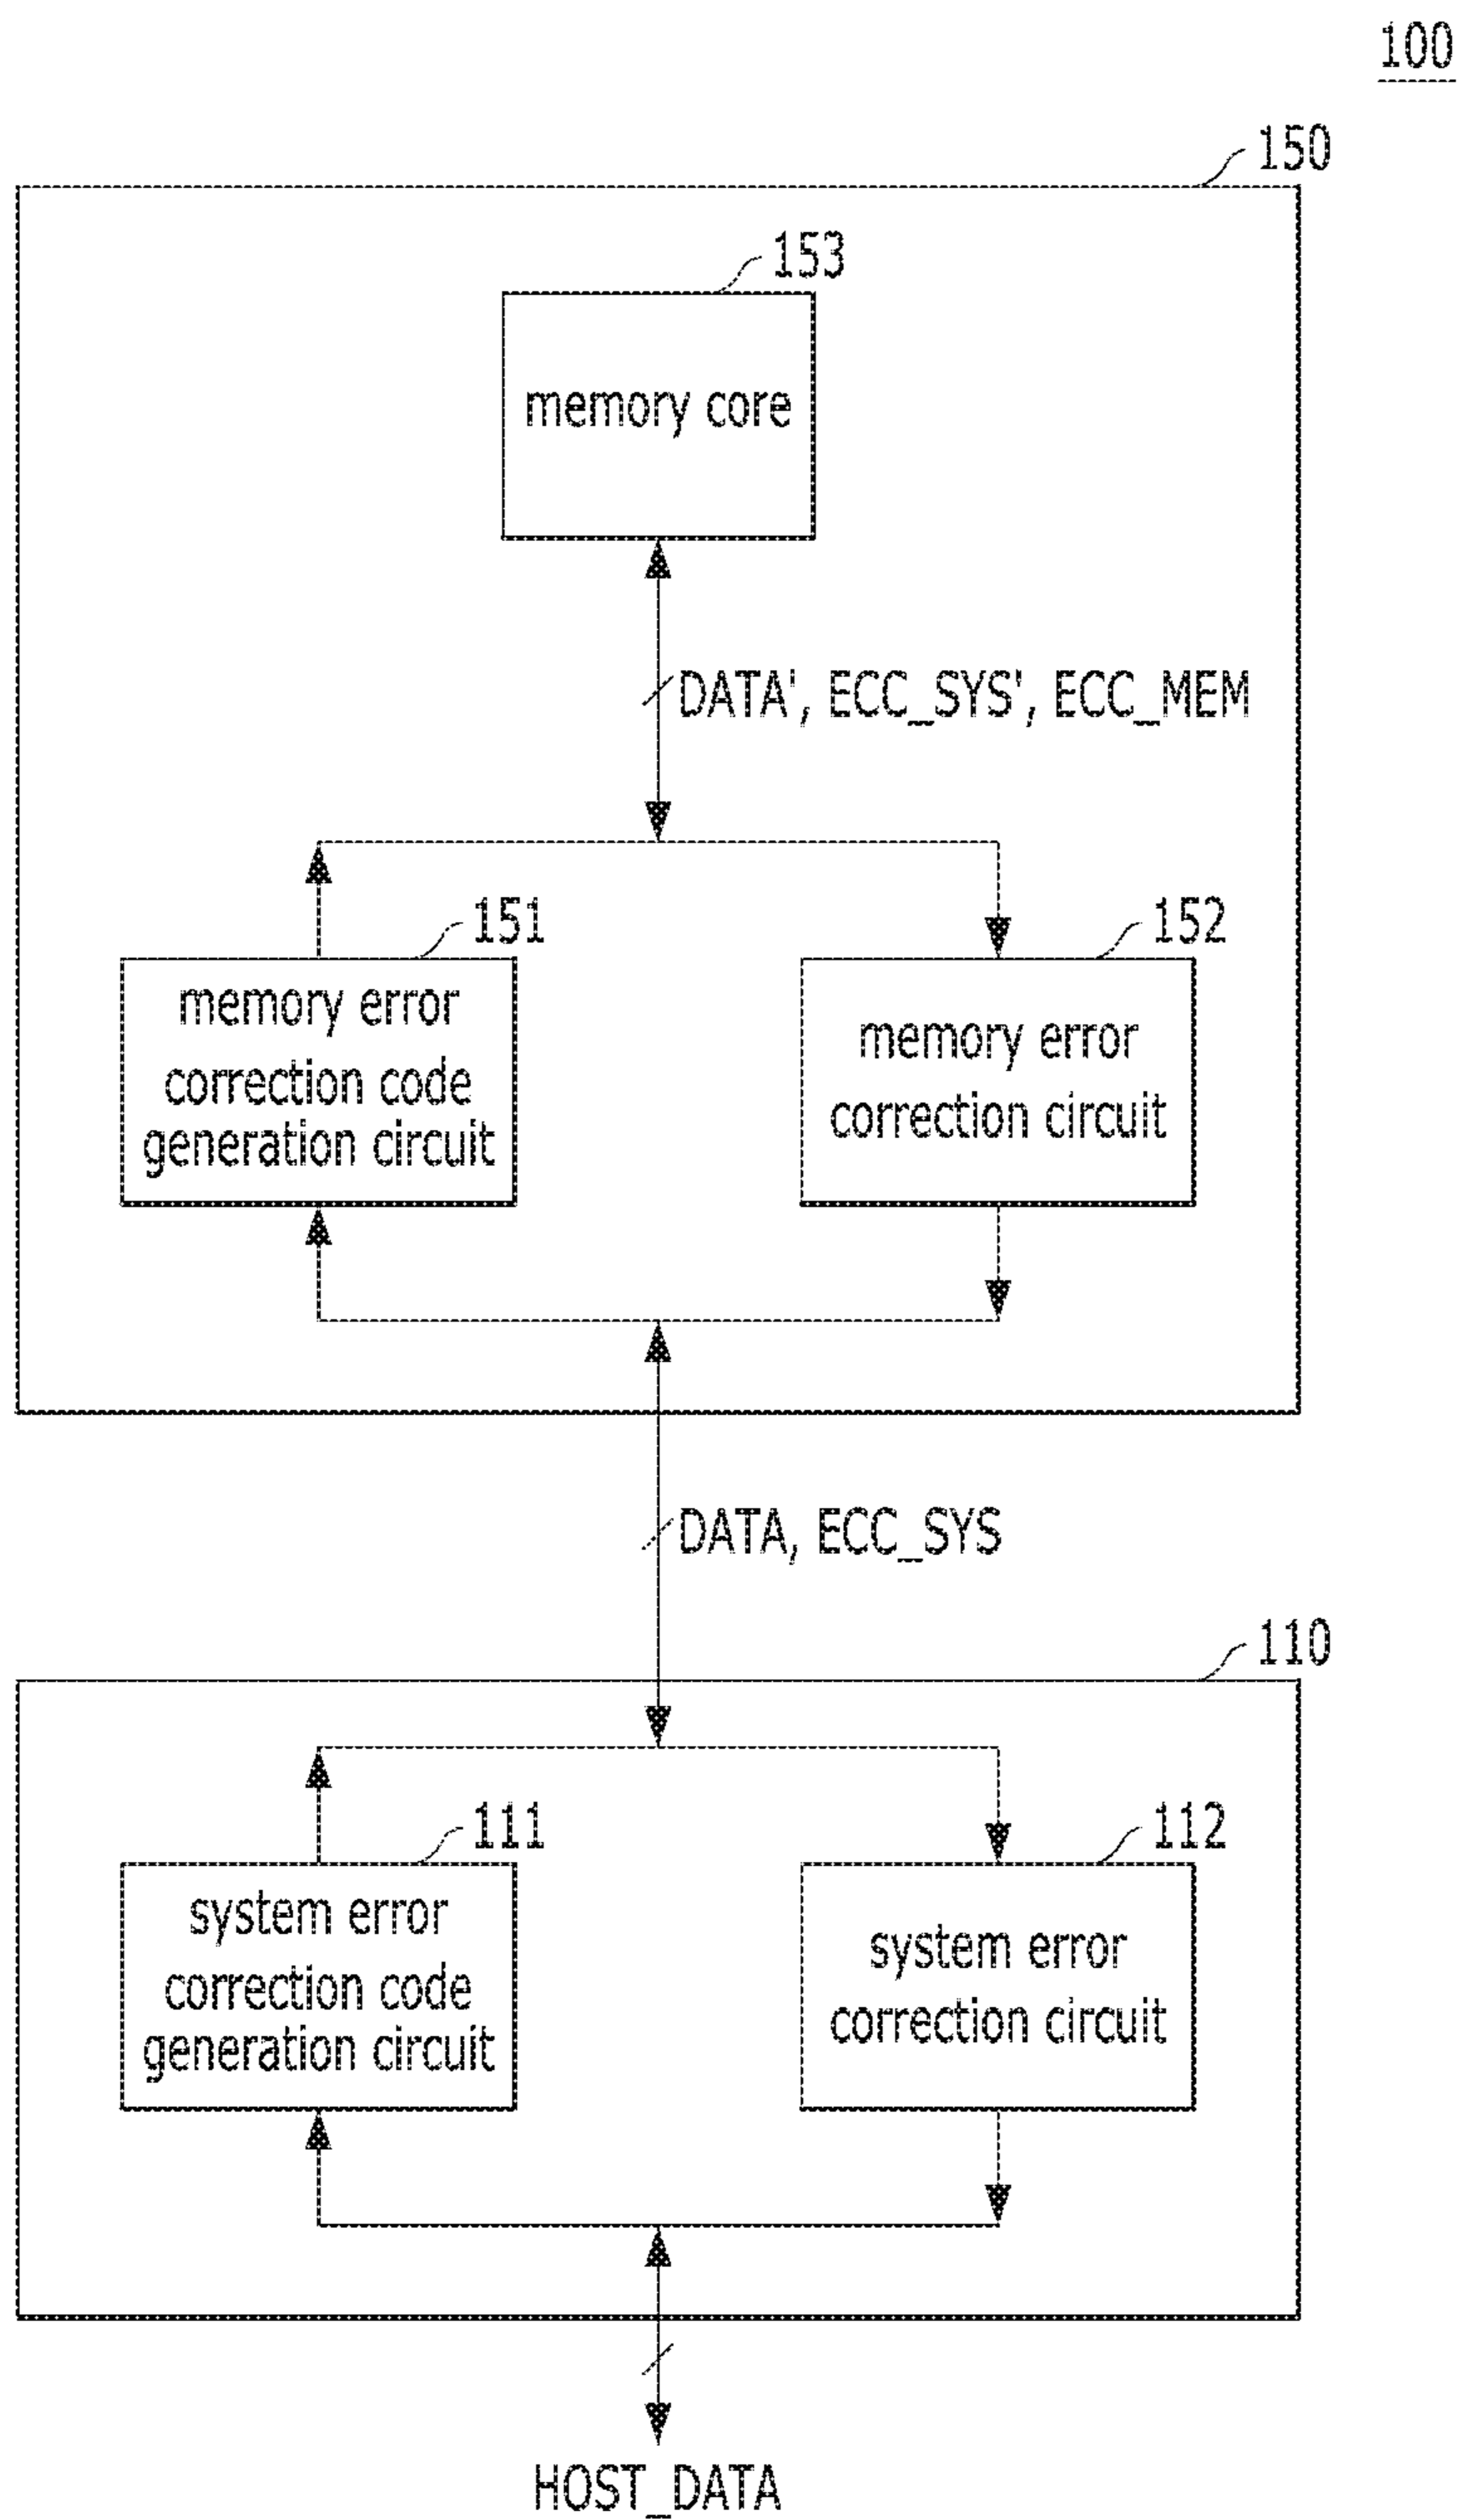 100
150
153
memory core
DATA', ECC_SYS', ECC_MEM
151
152
memory error
correction code
generation circuit
memory error
correction circuit
DATA, ECC_SYS
110
111
112
system error
correction code
generation circuit
system error
correction circuit
HOST_DATA